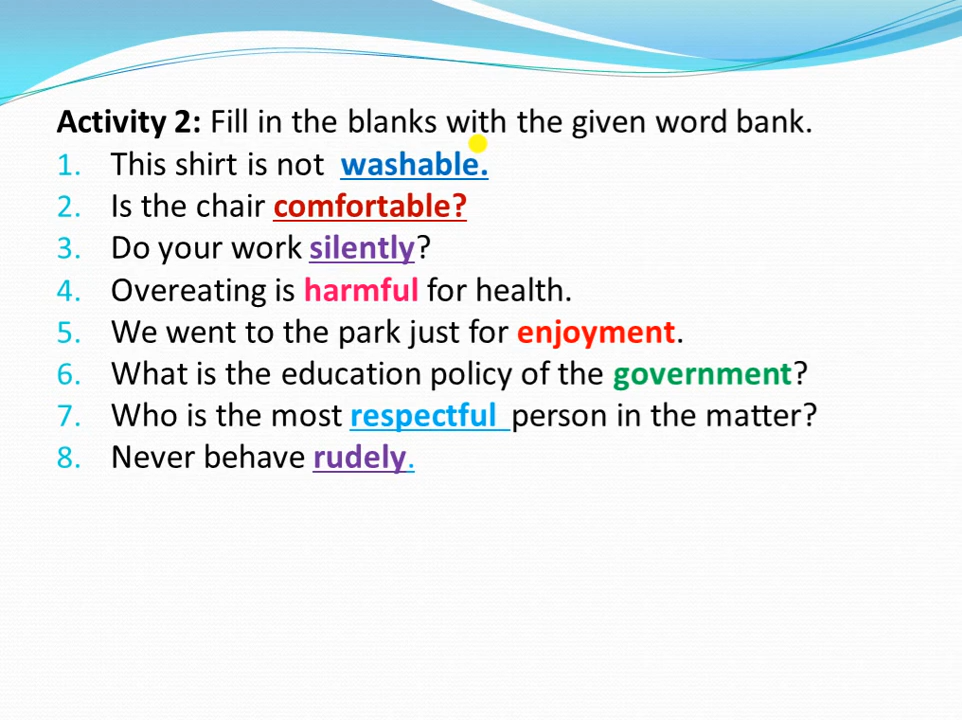 Activity 2: Fill in the blanks with the given word bank.
1. This shirt is not washable.
2. Is the chair comfortable?
3. Do your work silently?
4. Overeating is harmful for health.
5. We went to the park just for enjoyment.
6. What is the education policy of the government?
7. Who is the most respectful person in the matter?
8. Never behave rudely.